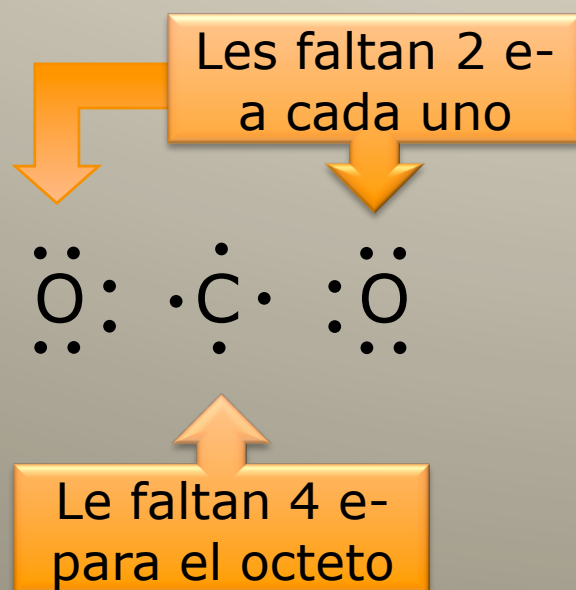 Les faltan 2 e-
a cada uno
O C O
Le faltan 4 e-
para el octeto